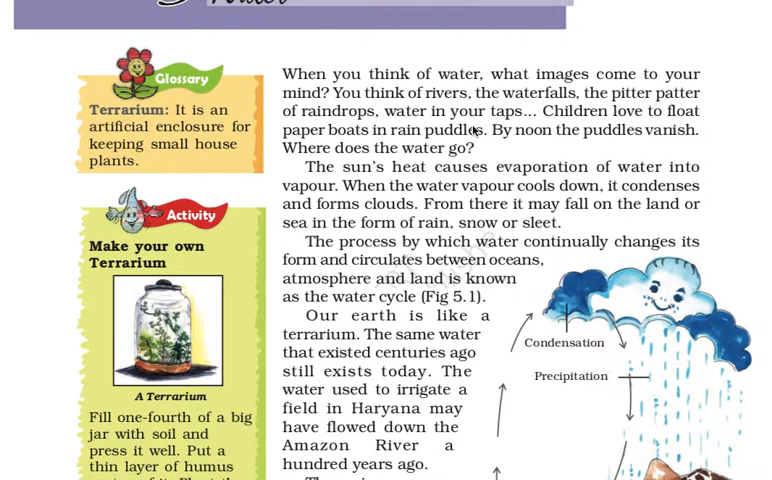 Water
Glossary
Terrarium: It is an
artificial enclosure for
keeping small house
plants.
Activity
Make your own
Terrarium
A Terrarium
Fill one-fourth of a big
jar with soil and
press it well. Put a
thin layer of humus
When you think of water, what images come to your
mind? You think of rivers, the waterfalls, the pitter patter
of raindrops, water in your taps... Children love to float
paper boats in rain puddles. By noon the puddles vanish.
Where does the water go?
The sun's heat causes evaporation of water into
vapour. When the water vapour cools down, it condenses
and forms clouds. From there it may fall on the land or
sea in the form of rain, snow or sleet.
The process by which water continually changes its
form and circulates between oceans,
atmosphere and land is known
as the water cycle (Fig 5.1).
Our earth is like a
terrarium. The same water
that existed centuries ago
still exists today. The
water used to irrigate a
field in Haryana may
have flowed down the
Amazon River a
hundred years ago.
Condensation
Precipitation